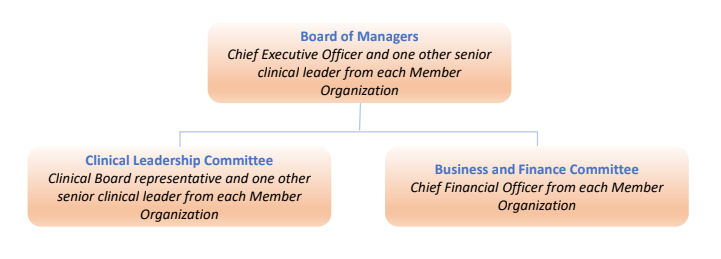 Board of Managers
Chief Executive Officer and one other senior
clinical leader from each Member
Organization
Clinical Leadership Committee
Clinical Board representative and one other
senior clinical leader from each Member
Organization
Business and Finance Committee
Chief Financial Officer from each Member
Organization